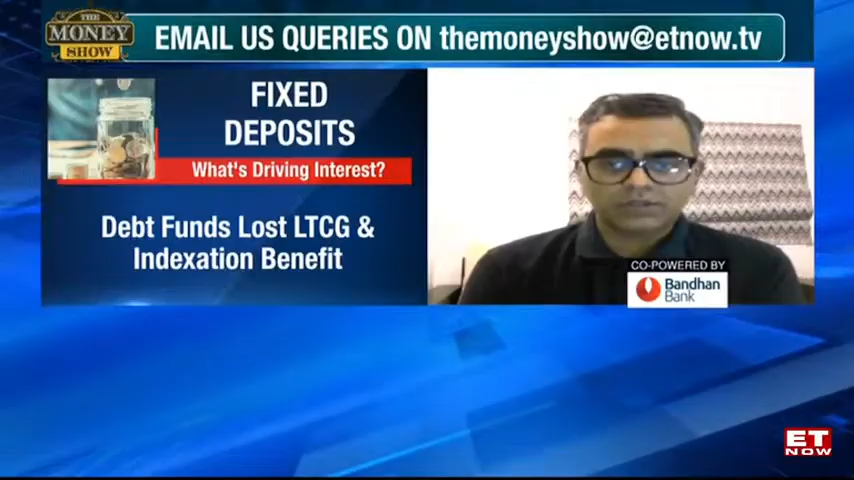 THE
MONEY
SHOW
EMAIL US QUERIES ON themoneyshow@etnow.tv
FIXED
DEPOSITS
What's Driving Interest?
Debt Funds Lost LTCG &
Indexation Benefit
CO-POWERED BY
Bandhan
Bank
ET
NOW